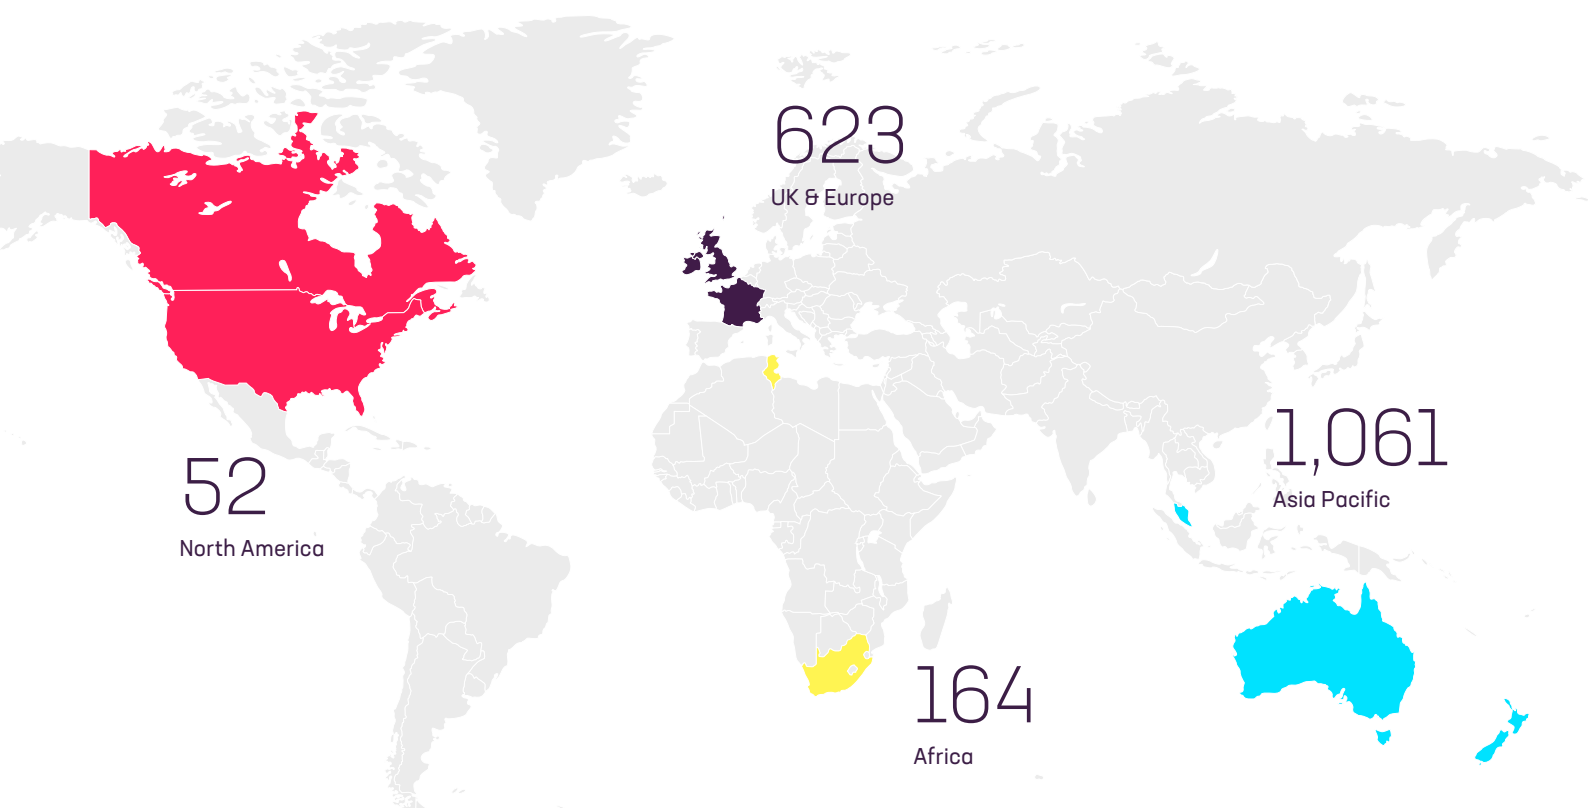 623
UK & Europe
1,061
Asia Pacific
52
North America
164
Africa